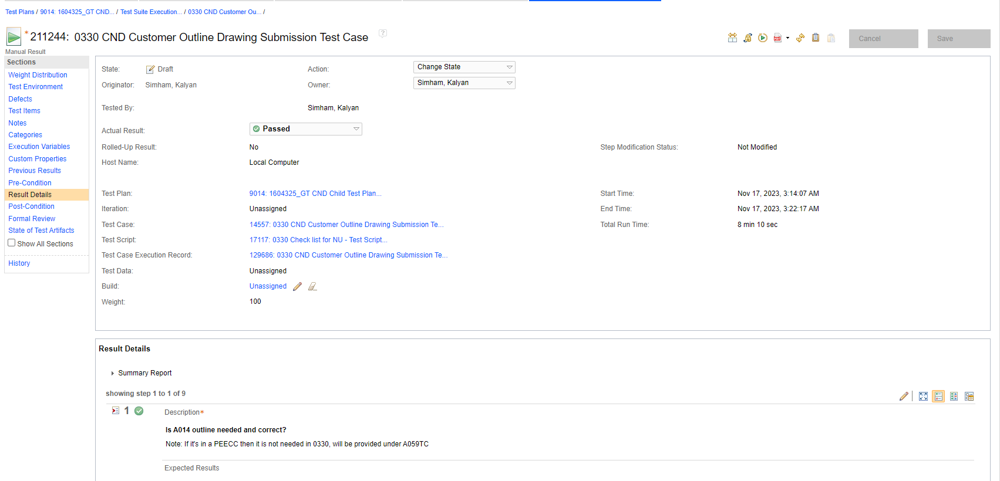 Test Plans / 9014: 1604325_GT CND... / Test Suite Execution... / 0330 CND Customer Ou... /
* 211244: 0330 CND Customer Outline Drawing Submission Test Case ?
Cancel
Save
Manual Result
Sections
Weight Distribution
Test Environment
Defects
Test Items
Notes
Categories
Execution Variables
Custom Properties
Previous Results
Pre-Condition
Result Details
Post-Condition
Formal Review
State of Test Artifacts
Show All Sections
History
State: Draft Action: Change State
Originator: Simham, Kalyan Owner: Simham, Kalyan
Tested By: Simham, Kalyan
Actual Result: Passed
Rolled-Up Result: No Step Modification Status: Not Modified
Host Name: Local Computer
Test Plan: 9014: 1604325_GT CND Child Test Plan... Start Time: Nov 17, 2023, 3:14:07 AM
Iteration: Unassigned End Time: Nov 17, 2023, 3:22:17 AM
Test Case: 14557: 0330 CND Customer Outline Drawing Submission Te... Total Run Time: 8 min 10 sec
Test Script: 17117: 0330 Check list for NU - Test Script...
Test Case Execution Record: 129686: 0330 CND Customer Outline Drawing Submission Te...
Test Data: Unassigned
Build: Unassigned
Weight: 100
Result Details
Summary Report
showing step 1 to 1 of 9
1 Description*
Is A014 outline needed and correct?
Note: If it's in a PEECC then it is not needed in 0330, will be provided under A059TC
Expected Results